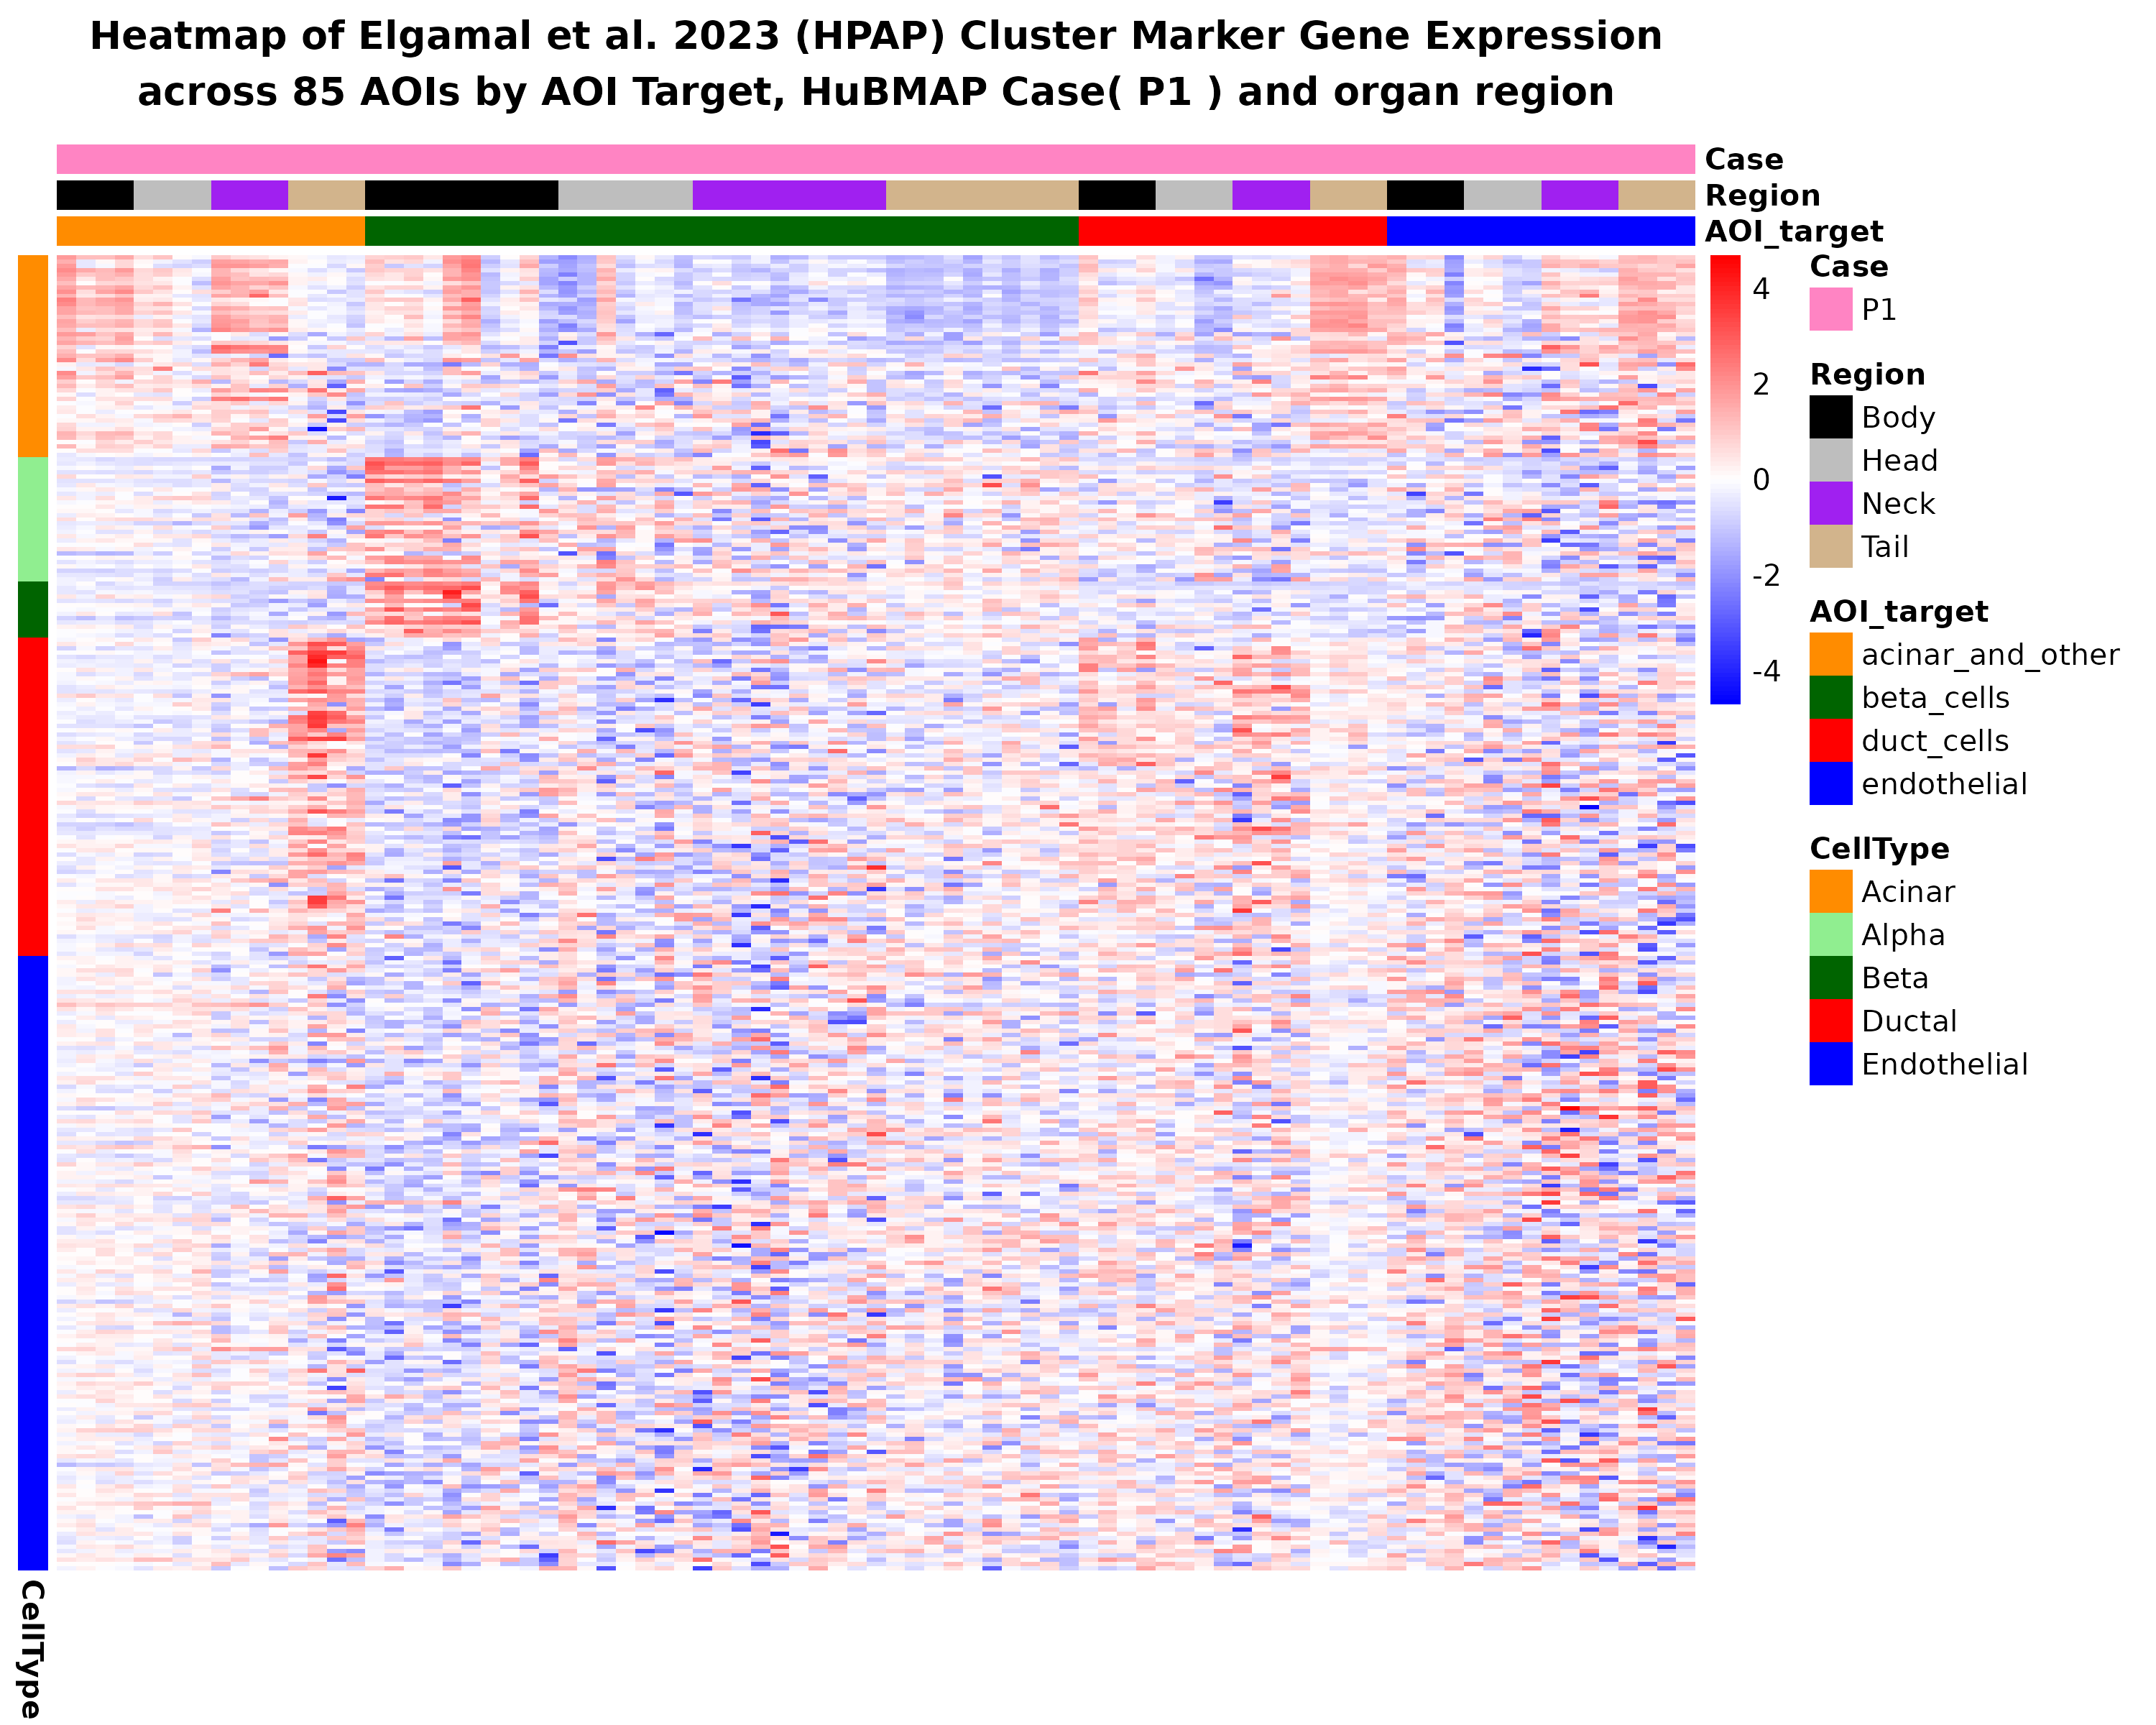 Heatmap of Elgamal et al. 2023 (HPAP) Cluster Marker Gene Expression
across 85 AOIs by AOI Target, HuBMAP Case( P1 ) and organ region
Case
Region
AOI_target
4
2
0
-2
-4
Case
P1
Region
Body
Head
Neck
Tail
AOI_target
acinar_and_other
beta_cells
duct_cells
endothelial
CellType
Acinar
Alpha
Beta
Ductal
Endothelial
CellType